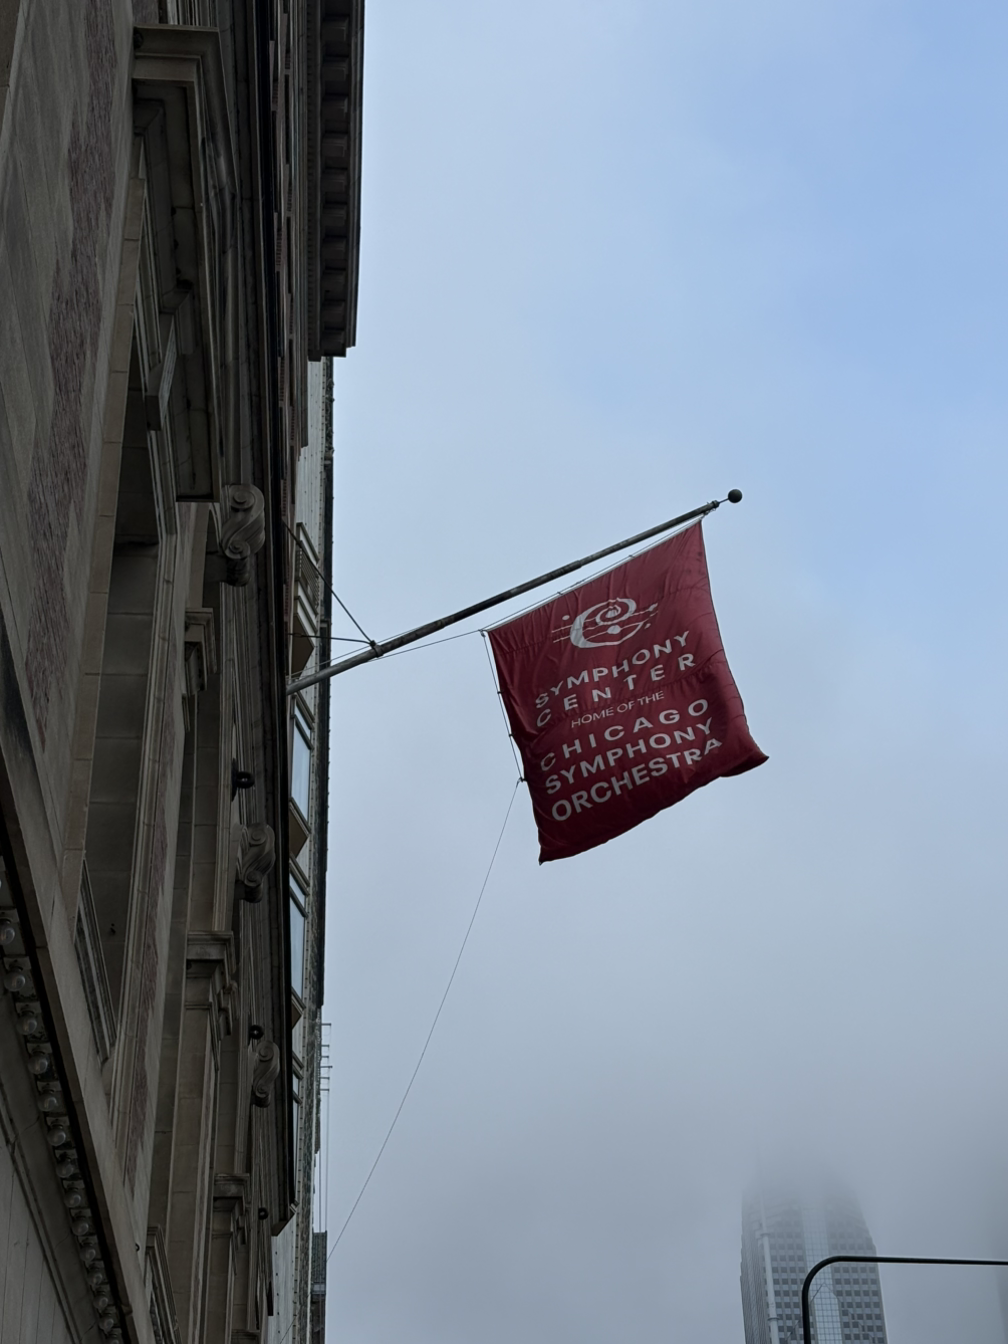 SYMPHONY
CENTER
HOME OF THE
CHICAGO
SYMPHONY
ORCHESTRA